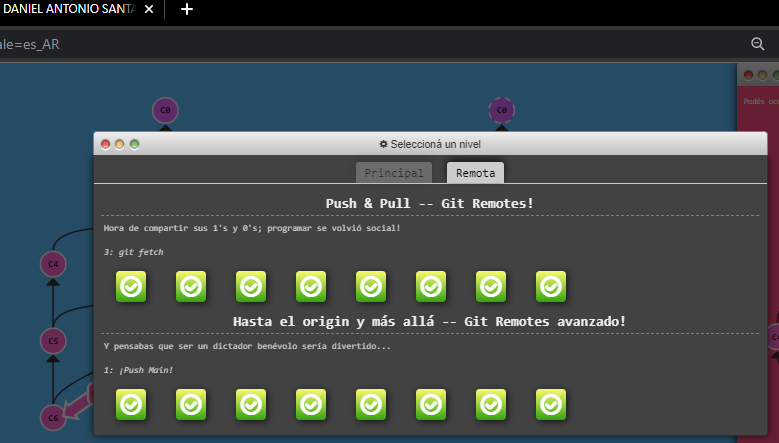 DANIEL ANTONIO SANTA
ale=es_AR
C0
C0
Podés
Seleccioná un nivel
Principal
Remota
Push & Pull -- Git Remotes!
Hora de compartir sus 1's y 0's; programar se volvió social!
C4
3: git fetch
Hasta el origin y más allá -- Git Remotes avanzado!
C5
Y pensabas que ser un dictador benévolo sería divertido...
1: ¡Push Main!
C6